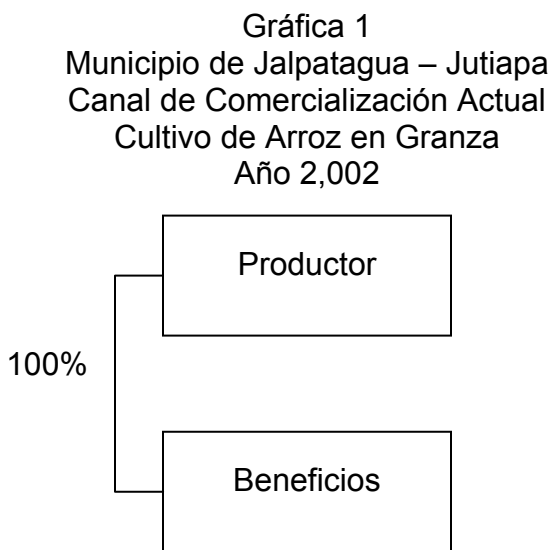 Gráfica 1
Municipio de Jalpatagua – Jutiapa
Canal de Comercialización Actual
Cultivo de Arroz en Granza
Año 2,002
Productor
100%
Beneficios